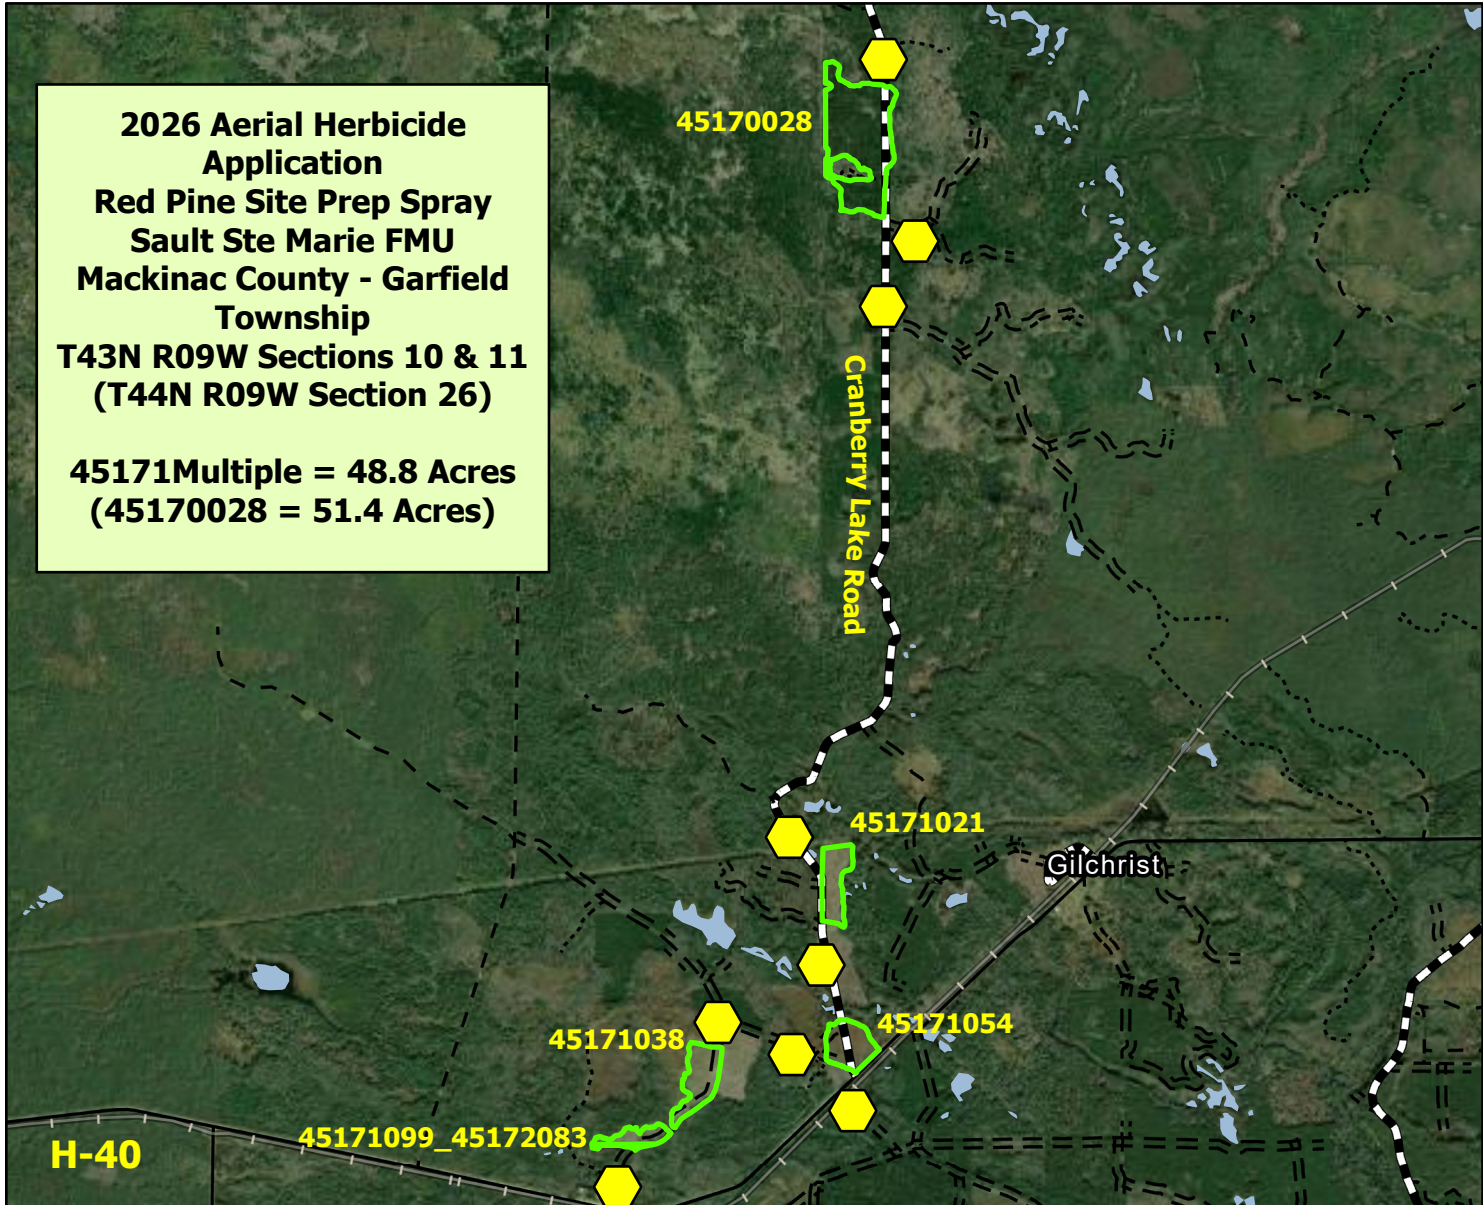 2026 Aerial Herbicide
Application
Red Pine Site Prep Spray
Sault Ste Marie FMU
Mackinac County - Garfield
Township
T43N R09W Sections 10 & 11
(T44N R09W Section 26)
45171Multiple = 48.8 Acres
(45170028 = 51.4 Acres)
45170028
Cranberry Lake Road
45171021
Gilchrist
45171054
45171038
45171099_45172083
H-40